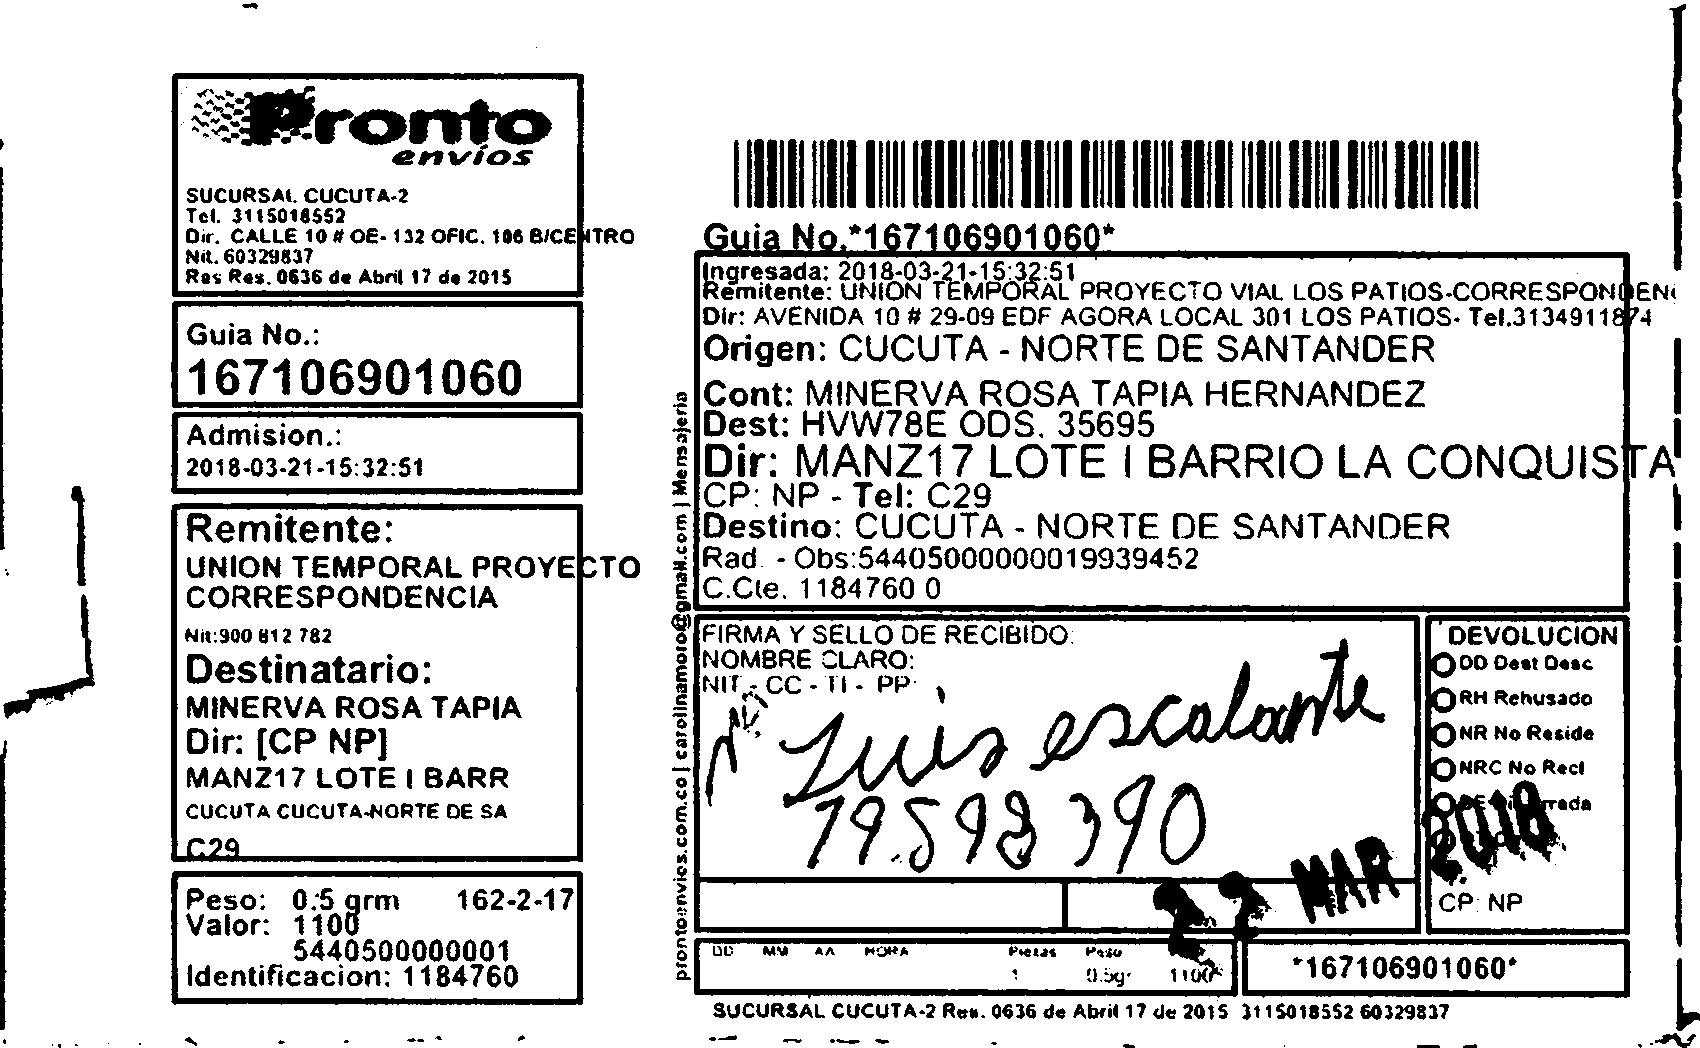 Pronto
envíos
SUCURSAL CUCUTA-2
Tel. 3115018552
Dir. CALLE 10 # OE- 132 OFIC. 106 B/CENTRO
Nit. 60329837
Res Res. 0636 de Abril 17 de 2015
Guia No.:
167106901060
Admision.:
2018-03-21-15:32:51
Remitente:
UNION TEMPORAL PROYECTO
CORRESPONDENCIA
Nit:900 812 782
Destinatario:
MINERVA ROSA TAPIA
Dir: [CP NP]
MANZ17 LOTE I BARR
CUCUTA CUCUTA-NORTE DE SA
C29
Peso: 0.5 grm 162-2-17
Valor: 1100
5440500000001
Identificacion: 1184760
prontoenvios.com.co | carolinamoro@gmail.com | Mensajeria
Guia No.*167106901060*
Ingresada: 2018-03-21-15:32:51
Remitente: UNION TEMPORAL PROYECTO VIAL LOS PATIOS-CORRESPONDENC
Dir: AVENIDA 10 # 29-09 EDF AGORA LOCAL 301 LOS PATIOS- Tel.3134911874
Origen: CUCUTA - NORTE DE SANTANDER
Cont: MINERVA ROSA TAPIA HERNANDEZ
Dest: HVW78E ODS. 35695
Dir: MANZ17 LOTE I BARRIO LA CONQUISTA
CP: NP - Tel: C29
Destino: CUCUTA - NORTE DE SANTANDER
Rad. - Obs:54405000000019939452
C.Cte. 1184760 0
FIRMA Y SELLO DE RECIBIDO:
NOMBRE CLARO:
NIT - CC - TI - PP:
Luis escalante
19.598 390
22 MAR 2018
DEVOLUCION
DD Dest Desc
RH Rehusado
NR No Reside
NRC No Recl
CP: NP
DD MM AA HORA Piezas Peso
1 0.5gr 1100
*167106901060*
SUCURSAL CUCUTA-2 Res. 0636 de Abril 17 de 2015 3115018552 60329837